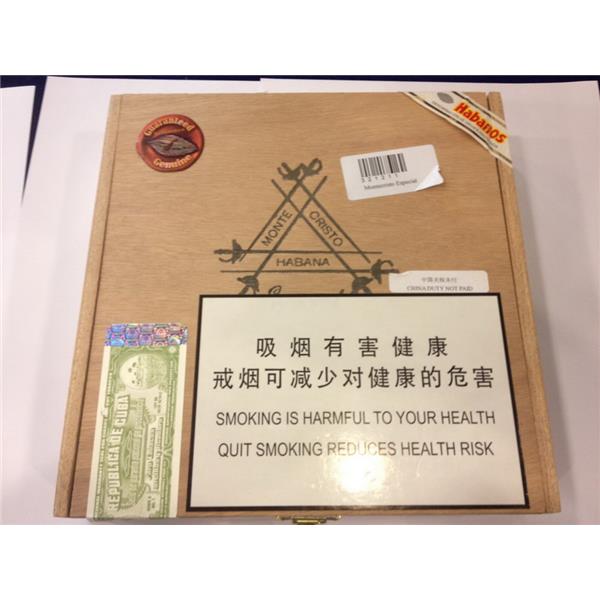 Guaranteed
Genuine
Habanos
321211
Montecristo Especial
MONTE CRISTO
HABANA
中国关税未付
CHINA DUTY NOT PAID
吸烟有害健康
戒烟可减少对健康的危害
SMOKING IS HARMFUL TO YOUR HEALTH
QUIT SMOKING REDUCES HEALTH RISK
REPUBLICA DE CUBA